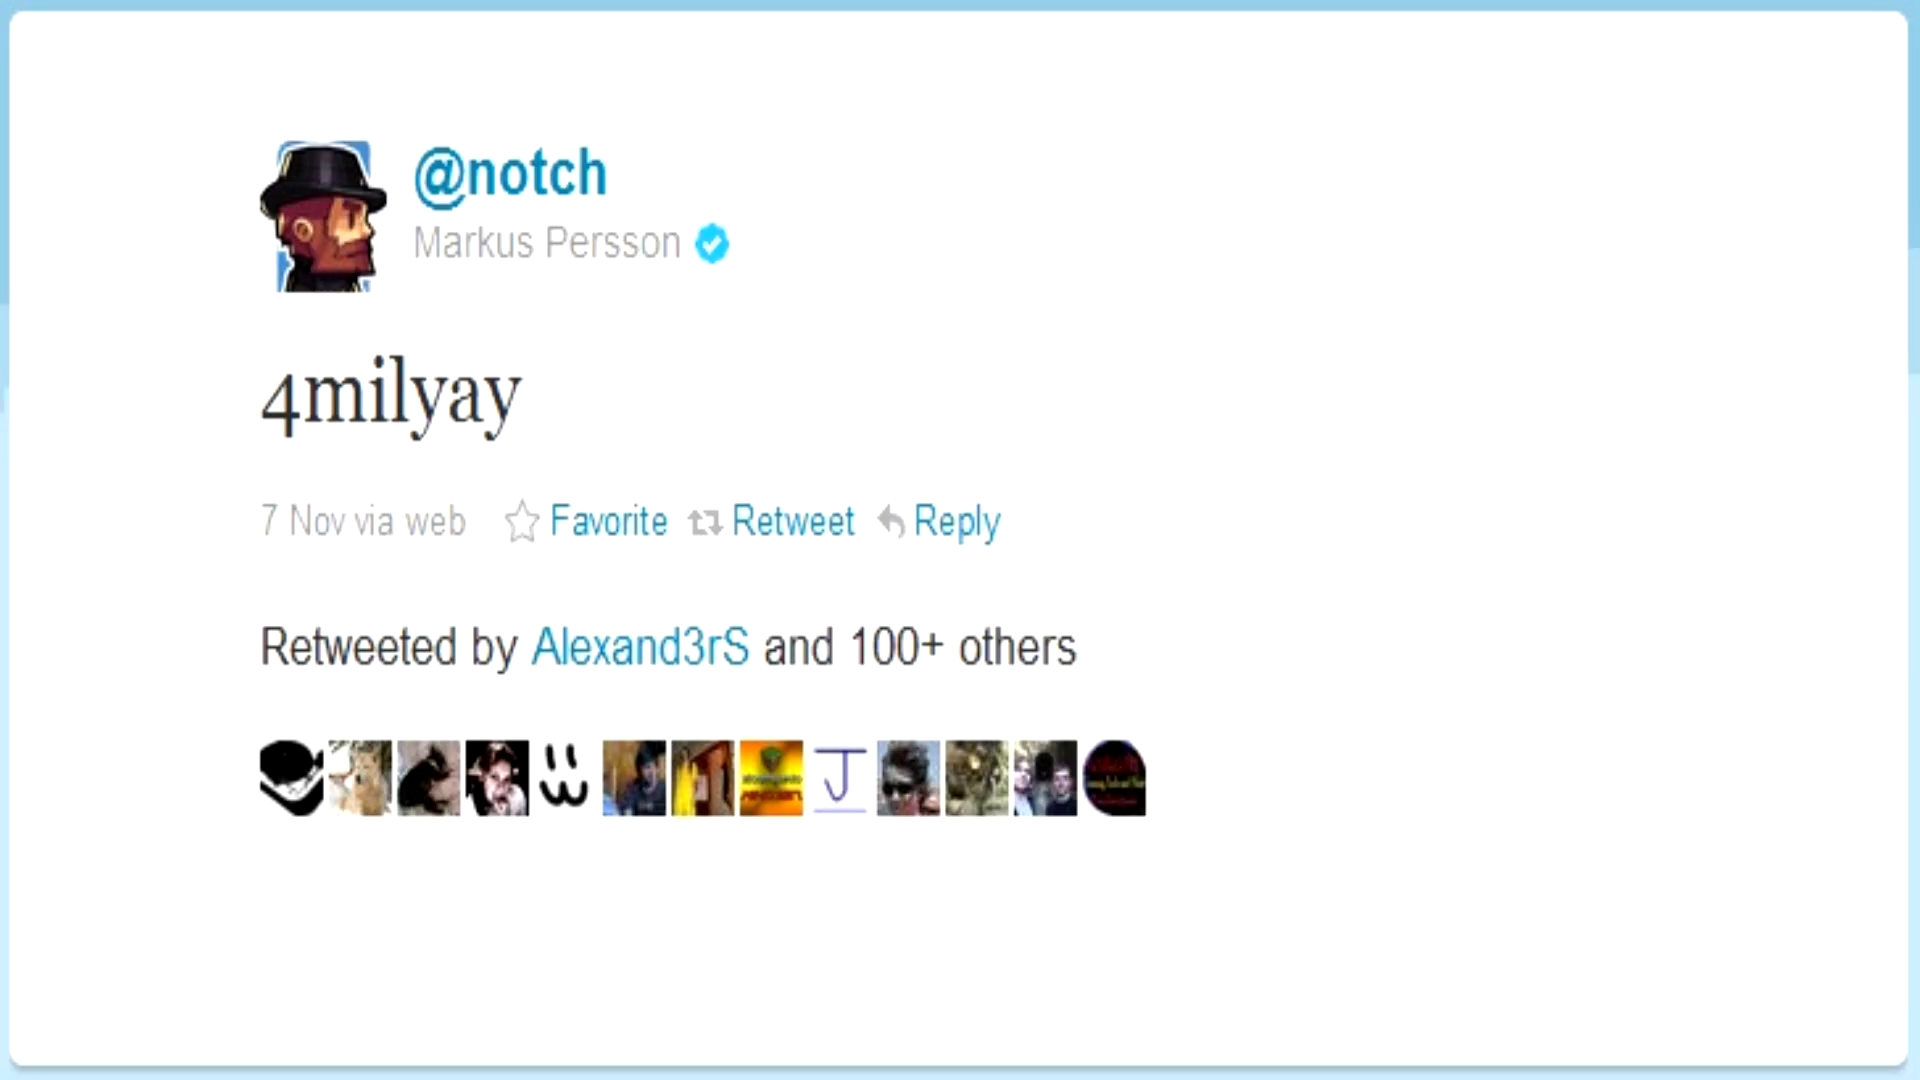 @notch
Markus Persson
4milyay
7 Nov via web Favorite Retweet Reply
Retweeted by Alexand3rS and 100+ others
J